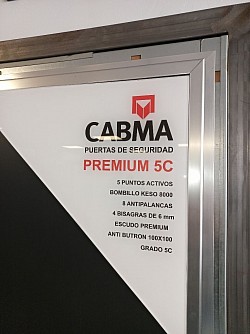 CABMA
PUERTAS DE SEGURIDAD
PREMIUM 5C
5 PUNTOS ACTIVOS
BOMBILLO KESO 8000
8 ANTIPALANCAS
4 BISAGRAS DE 6 mm
ESCUDO PREMIUM
ANTI BUTRON 100X100
GRADO 5C